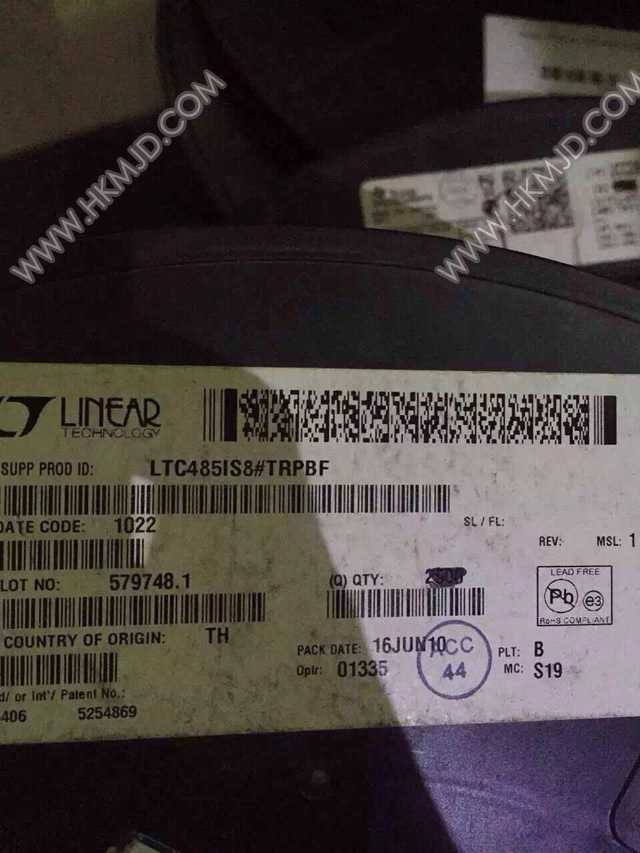 WWW.HKMJD.COM
WWW.HKMJD.COM
LINEAR
TECHNOLOGY
SUPP PROD ID: LTC485IS8#TRPBF
DATE CODE: 1022
SL / FL:
REV: MSL: 1
LOT NO: 579748.1
(Q) QTY:
LEAD FREE
Pb e3
RoHS COMPLIANT
COUNTRY OF ORIGIN: TH
PACK DATE: 16JUN10
ACC
44
PLT: B
Optr: 01335
MC: S19
d/ or Int'/ Patent No.:
406 5254869